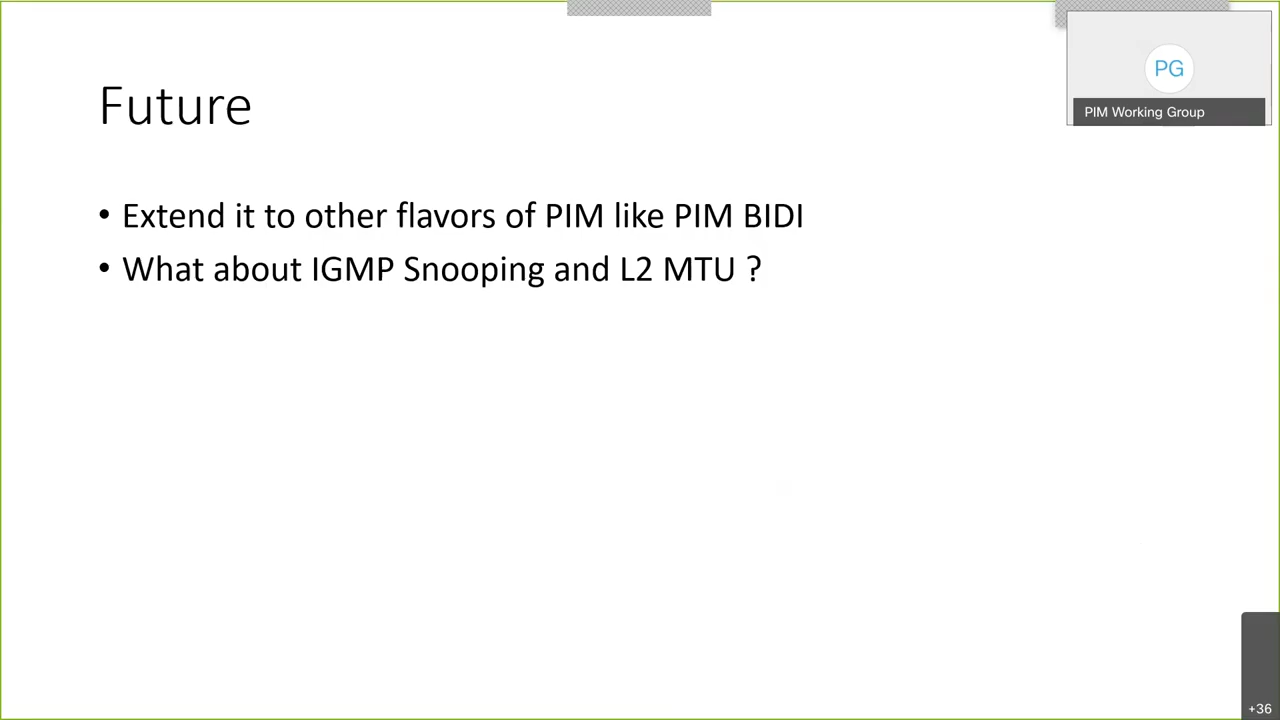 PG
PIM Working Group
Future
• Extend it to other flavors of PIM like PIM BIDI
• What about IGMP Snooping and L2 MTU ?
+36